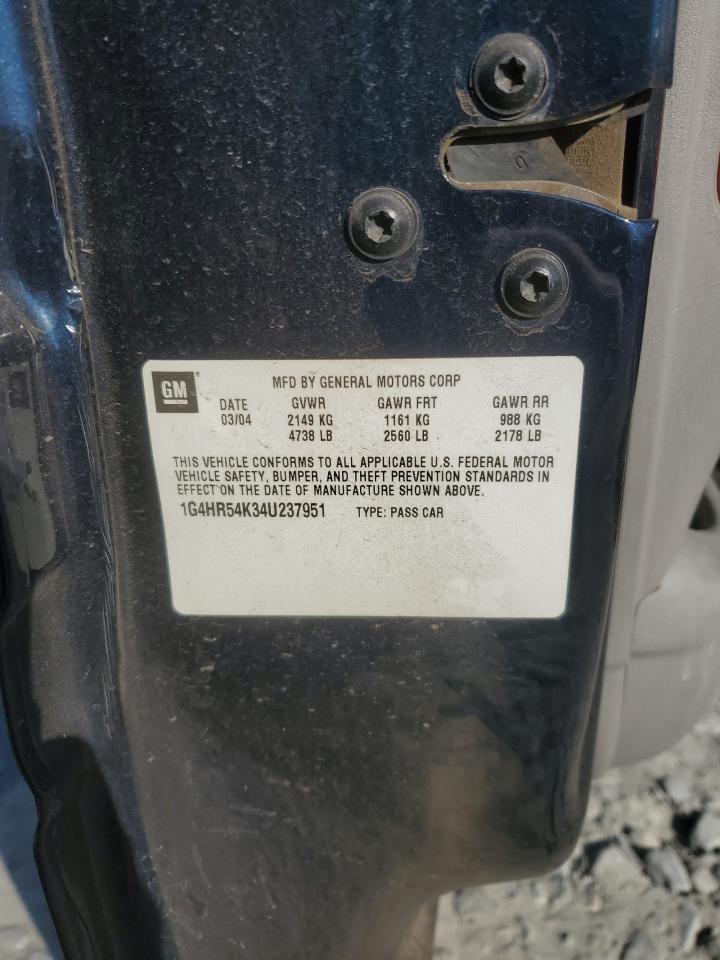 GM
MFD BY GENERAL MOTORS CORP
DATE GVWR GAWR FRT GAWR RR
03/04 2149 KG 1161 KG 988 KG
4738 LB 2560 LB 2178 LB
THIS VEHICLE CONFORMS TO ALL APPLICABLE U.S. FEDERAL MOTOR
VEHICLE SAFETY, BUMPER, AND THEFT PREVENTION STANDARDS IN
EFFECT ON THE DATE OF MANUFACTURE SHOWN ABOVE.
1G4HR54K34U237951 TYPE: PASS CAR